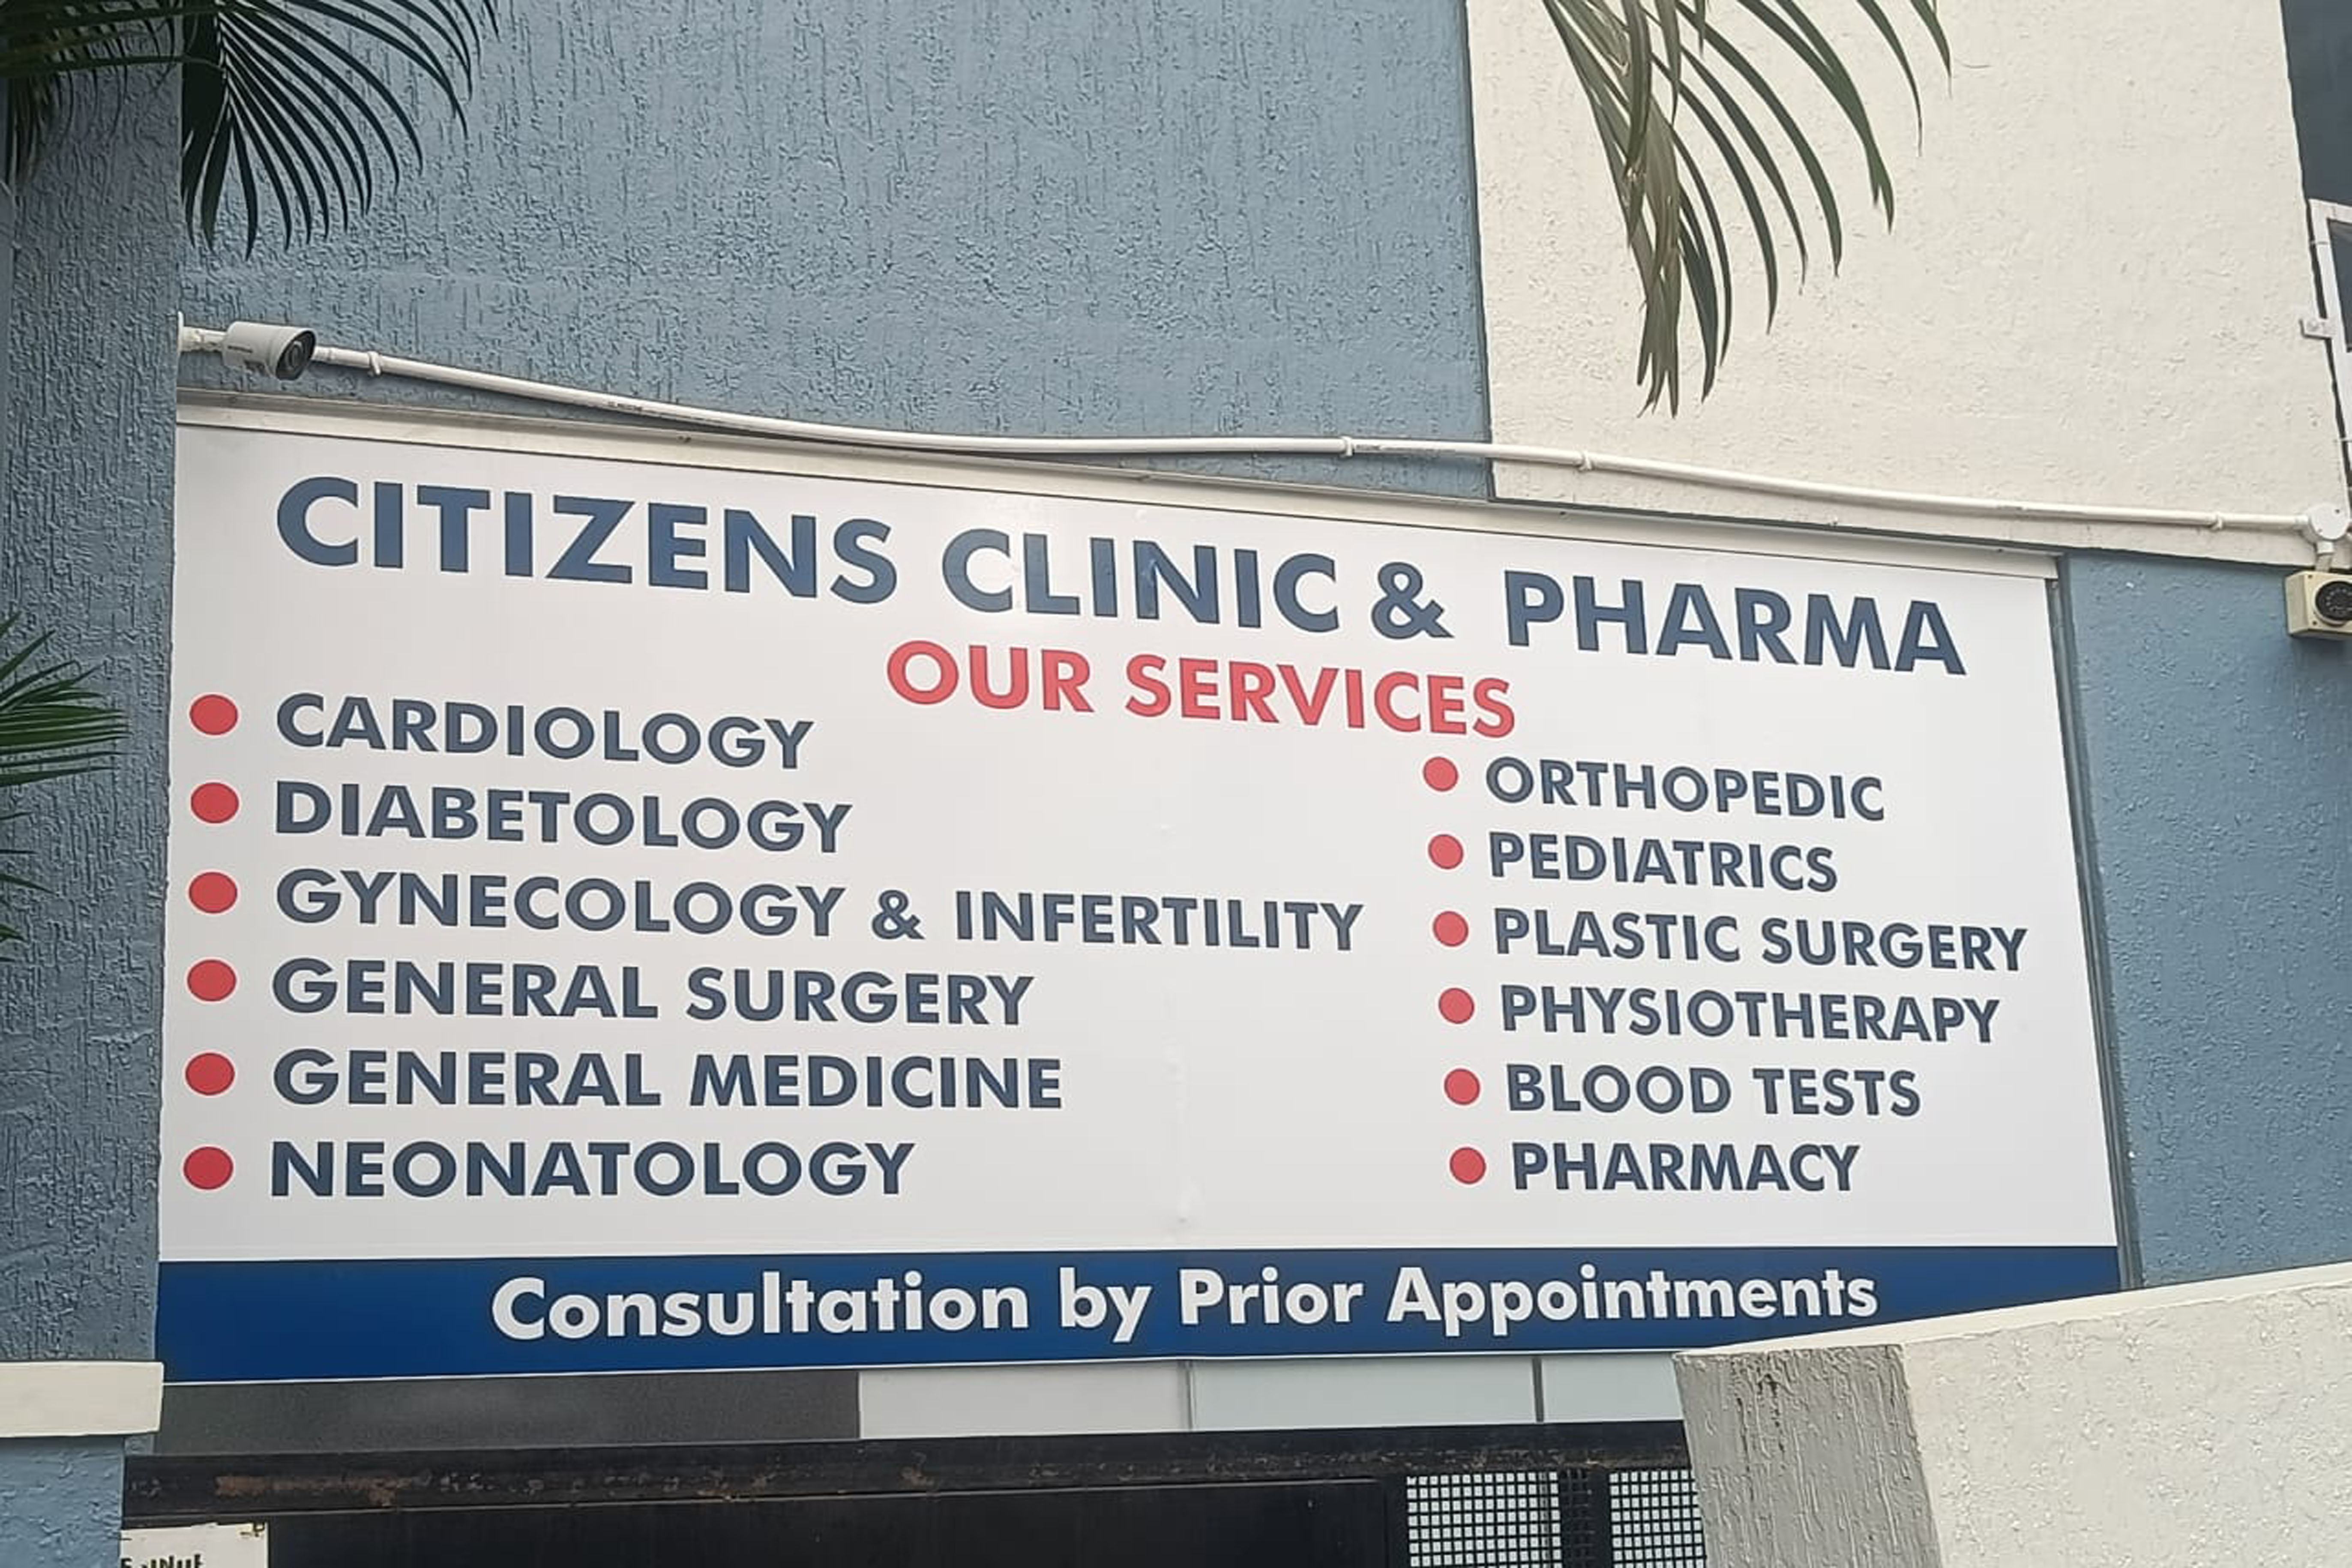 CITIZENS CLINIC & PHARMA
OUR SERVICES
CARDIOLOGY
DIABETOLOGY
GYNECOLOGY & INFERTILITY
GENERAL SURGERY
GENERAL MEDICINE
NEONATOLOGY
ORTHOPEDIC
PEDIATRICS
PLASTIC SURGERY
PHYSIOTHERAPY
BLOOD TESTS
PHARMACY
Consultation by Prior Appointments